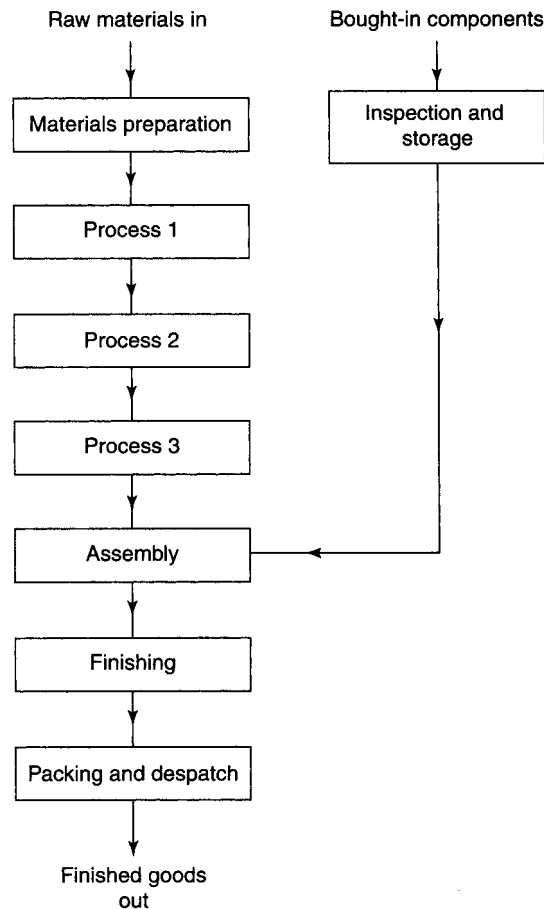 Raw materials in
Bought-in components
Materials preparation
Inspection and
storage
Process 1
Process 2
Process 3
Assembly
Finishing
Packing and despatch
Finished goods
out